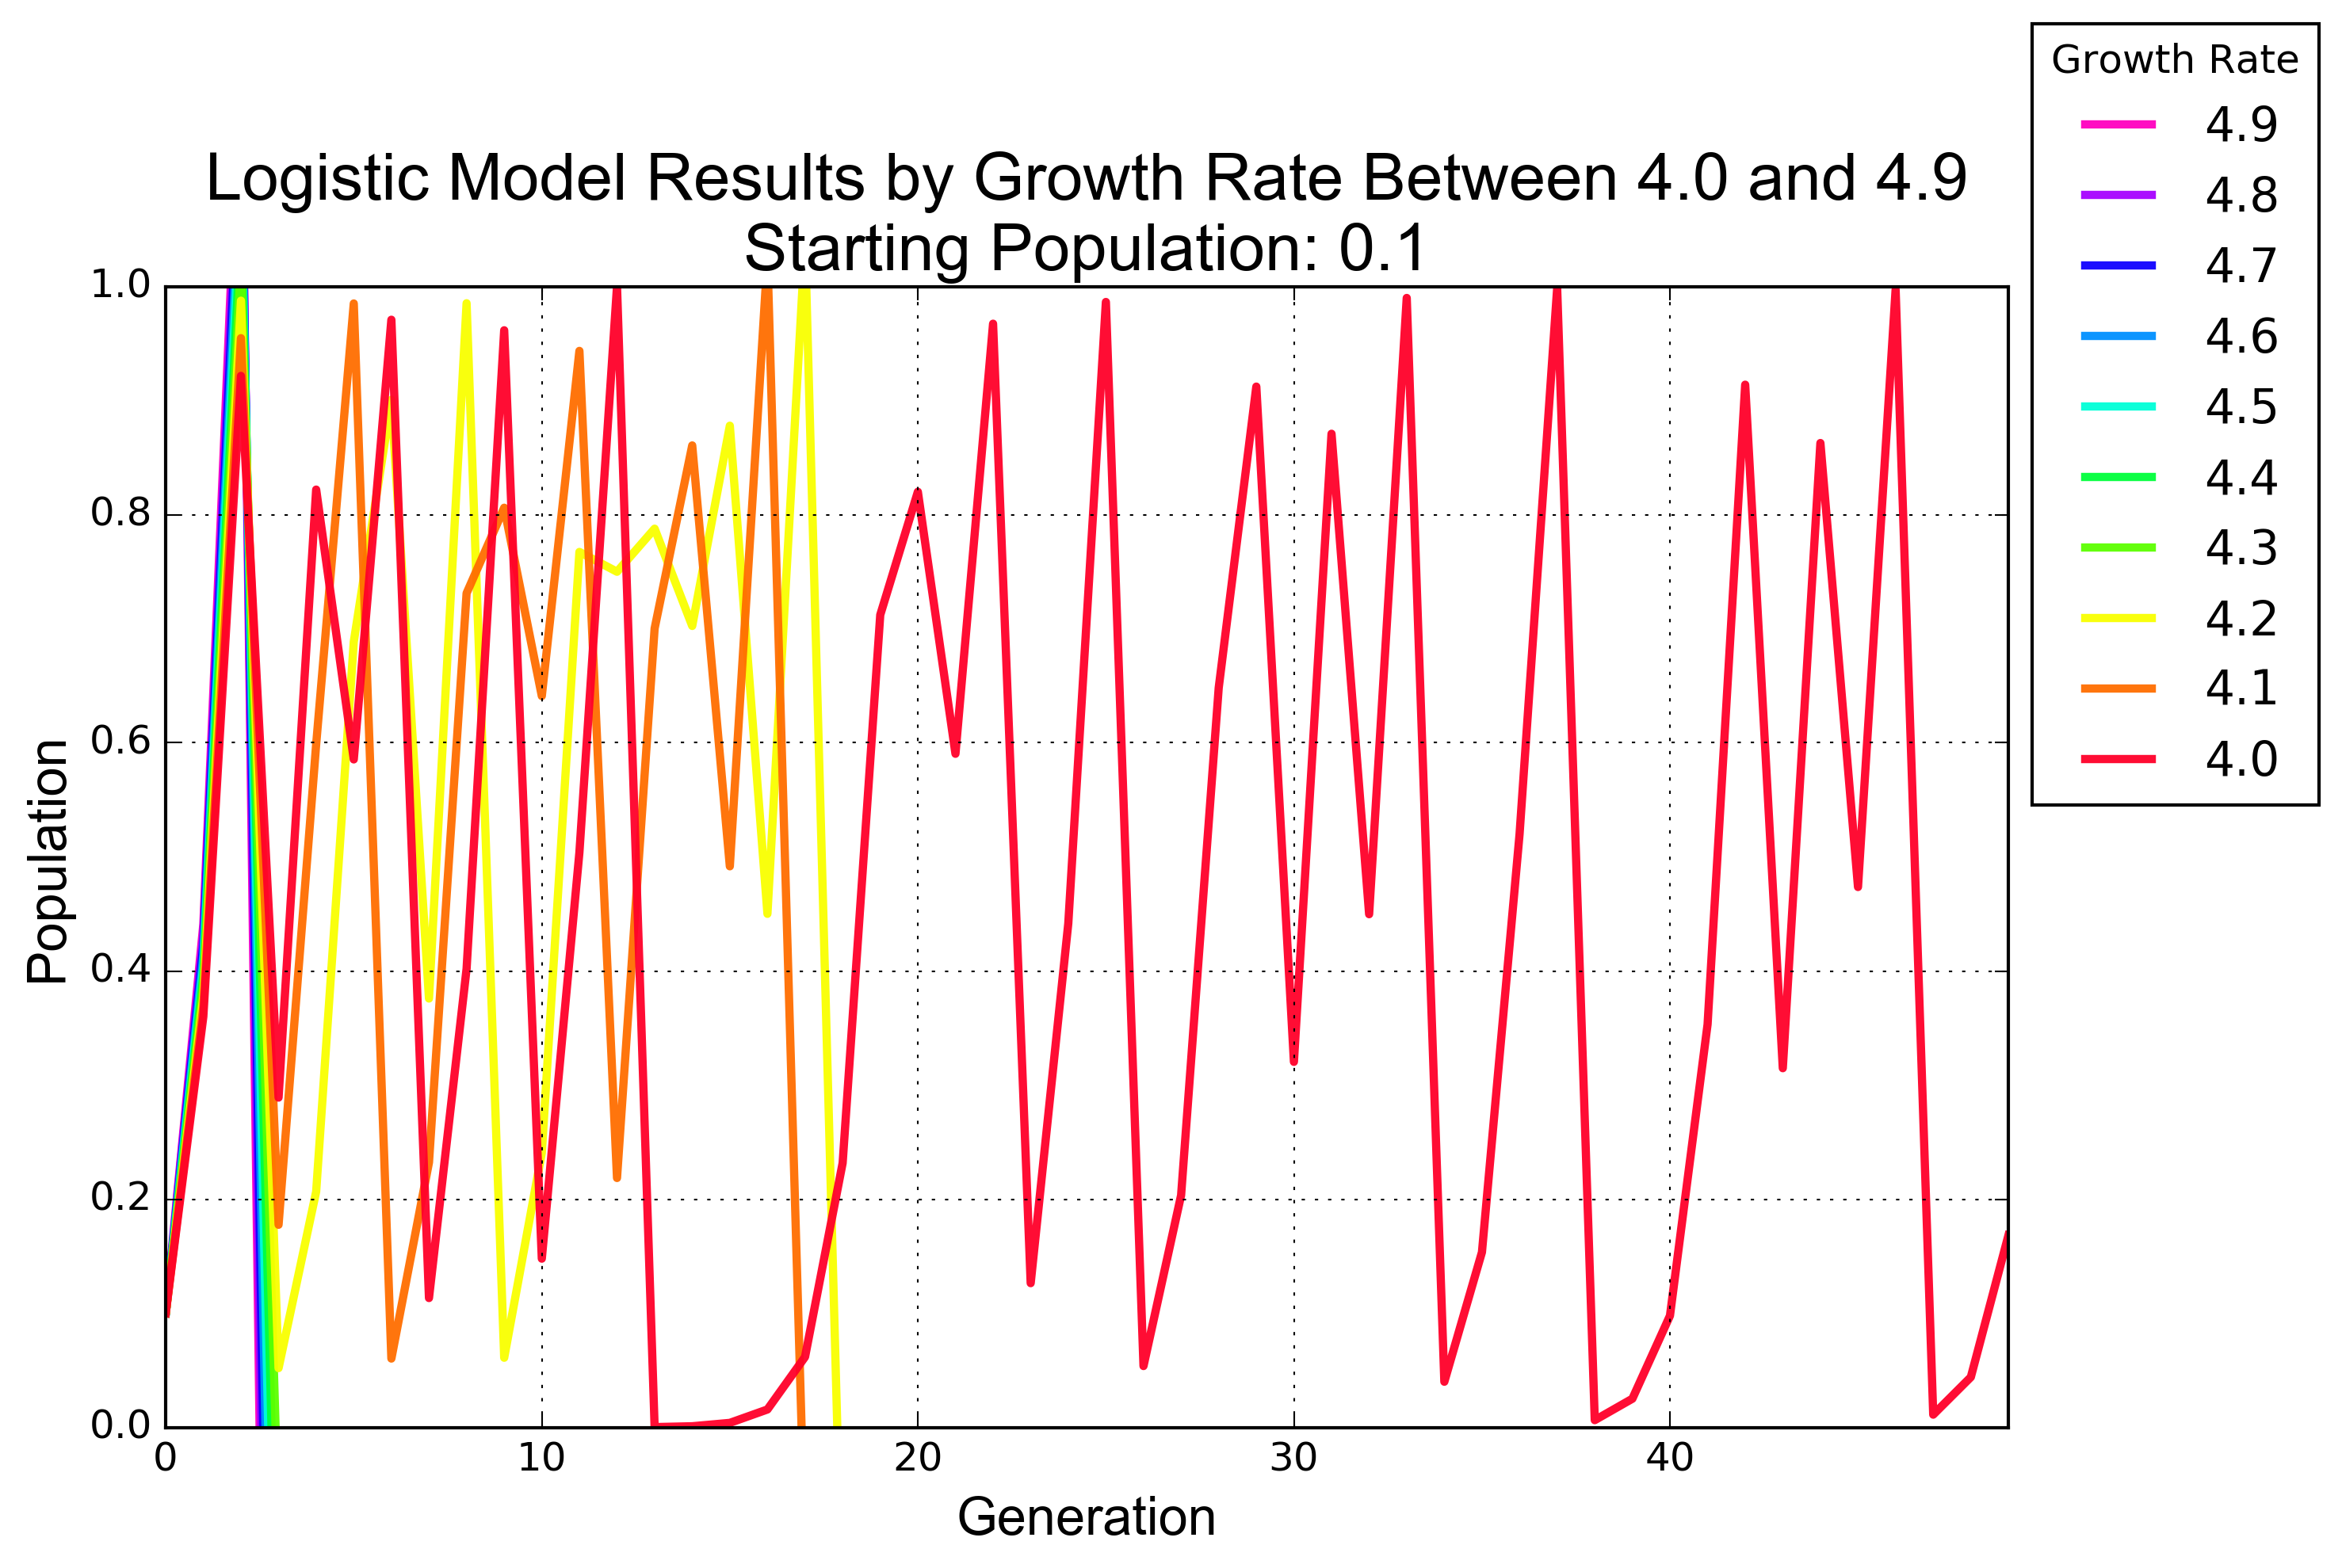 Logistic Model Results by Growth Rate Between 4.0 and 4.9
Starting Population: 0.1
Growth Rate
4.9
4.8
4.7
4.6
4.5
4.4
4.3
4.2
4.1
4.0
Population
1.0
0.8
0.6
0.4
0.2
0.0
0 10 20 30 40
Generation